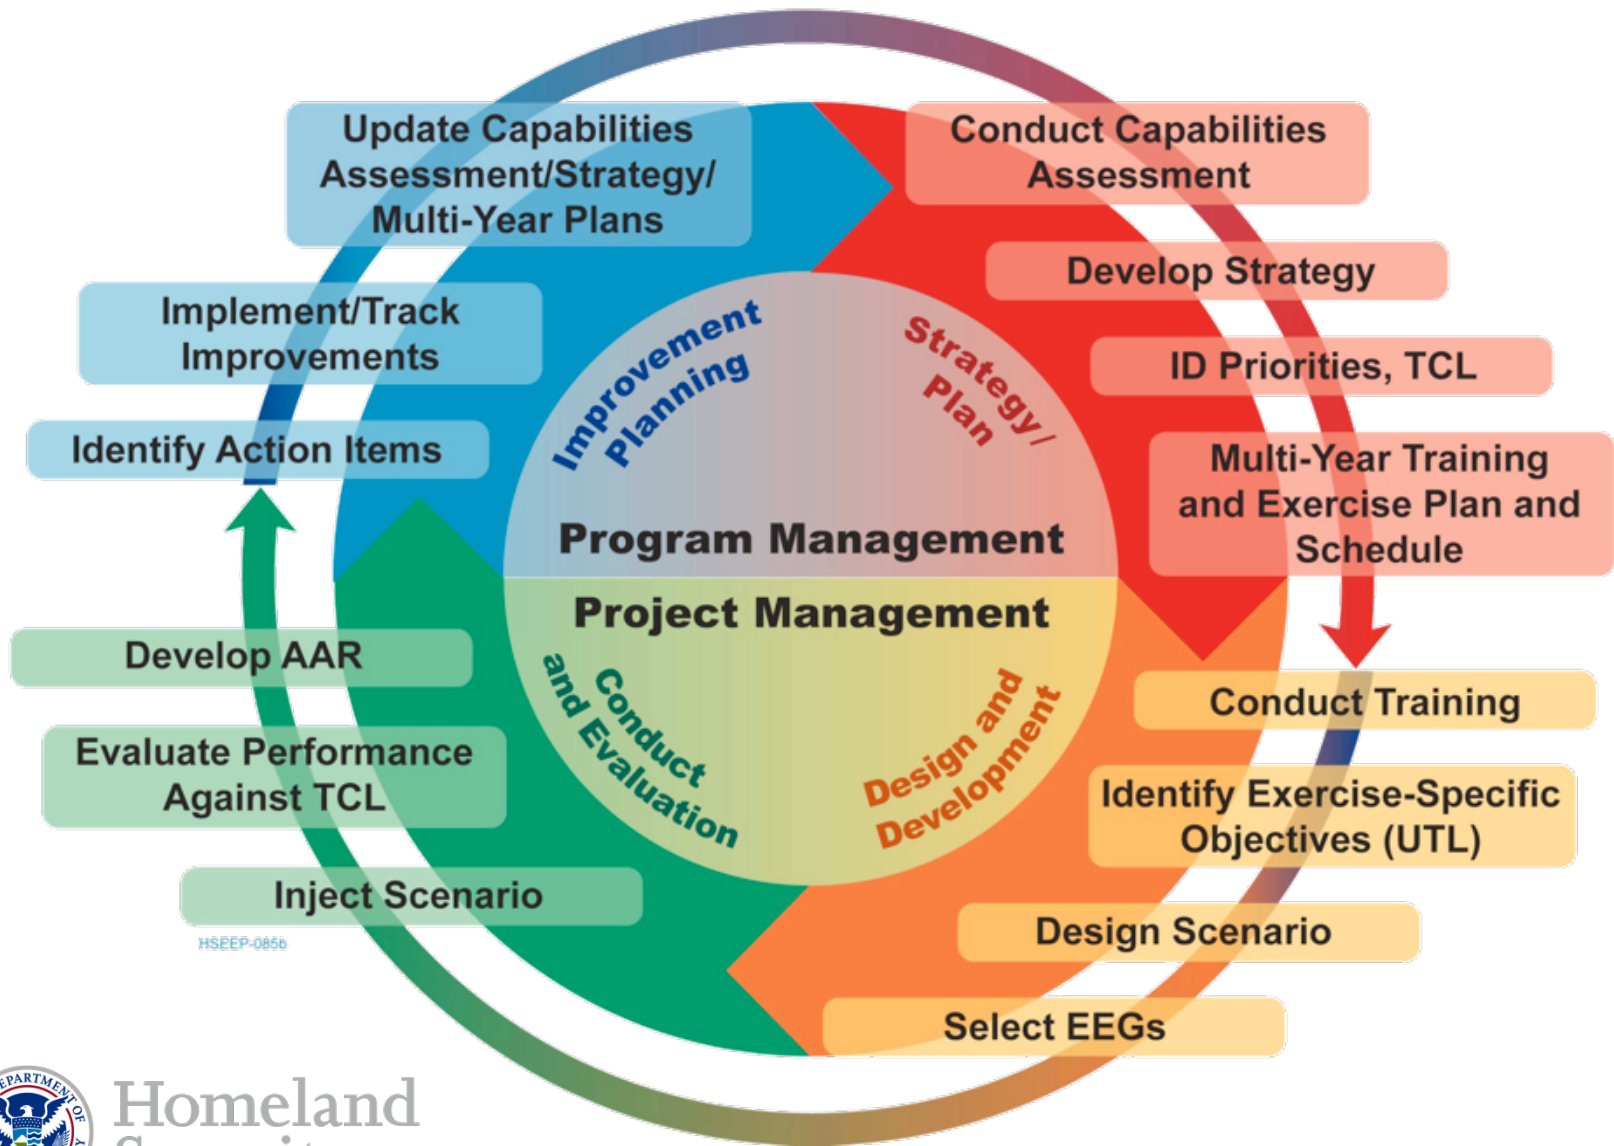 Update Capabilities
Assessment/Strategy/
Multi-Year Plans
Conduct Capabilities
Assessment
Develop Strategy
Implement/Track
Improvements
ID Priorities, TCL
Identify Action Items
Multi-Year Training
and Exercise Plan and
Schedule
Improvement
Planning
Strategy/
Plan
Program Management
Project Management
Conduct
and Evaluation
Design and
Development
Develop AAR
Conduct Training
Evaluate Performance
Against TCL
Identify Exercise-Specific
Objectives (UTL)
Inject Scenario
Design Scenario
HSEEP-085b
Select EEGs
Homeland